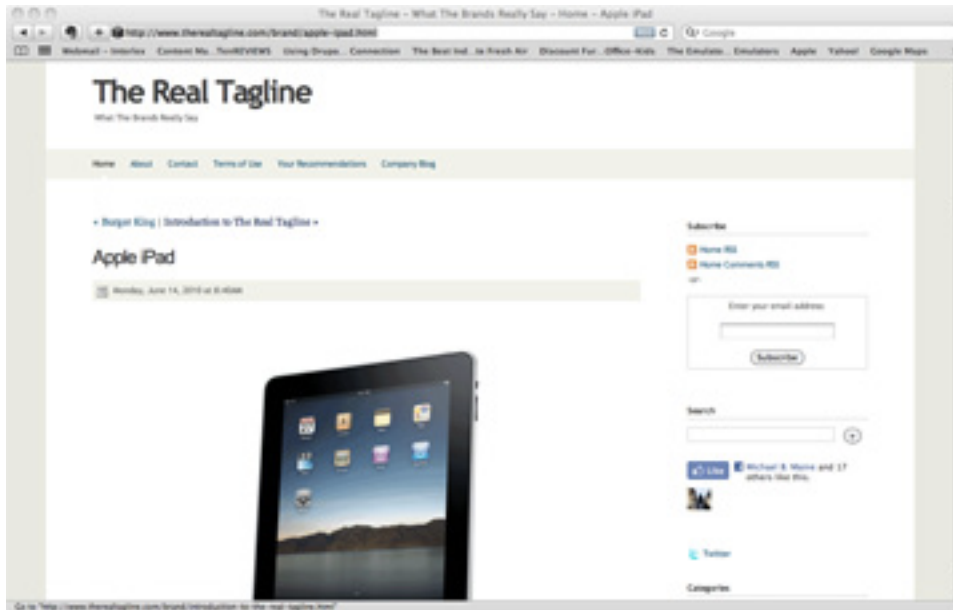 The Real Tagline – What The Brands Really Say – Home – Apple iPad
http://www.therealtagline.com/brand/apple-ipad.html
Google
Webmail – Interlex Content Ma...TenREVIEWS Using Drupa... Connection The Best Ind...te Fresh Air Discount Fur...Office-Kids The Emulato... Emulators Apple Yahoo! Google Maps
The Real Tagline
What The Brands Really Say
Home About Contact Terms of Use Your Recommendations Company Blog
« Burger King | Introduction to The Real Tagline »
Apple iPad
Monday, June 14, 2010 at 8:40AM
Subscribe
Home RSS
Home Comments RSS
-or-
Enter your email address:
Subscribe
Search
Like
Michael B. Maine and 17
others like this.
Twitter
Categories
Go to "http://www.therealtagline.com/brand/introduction-to-the-real-tagline.html"